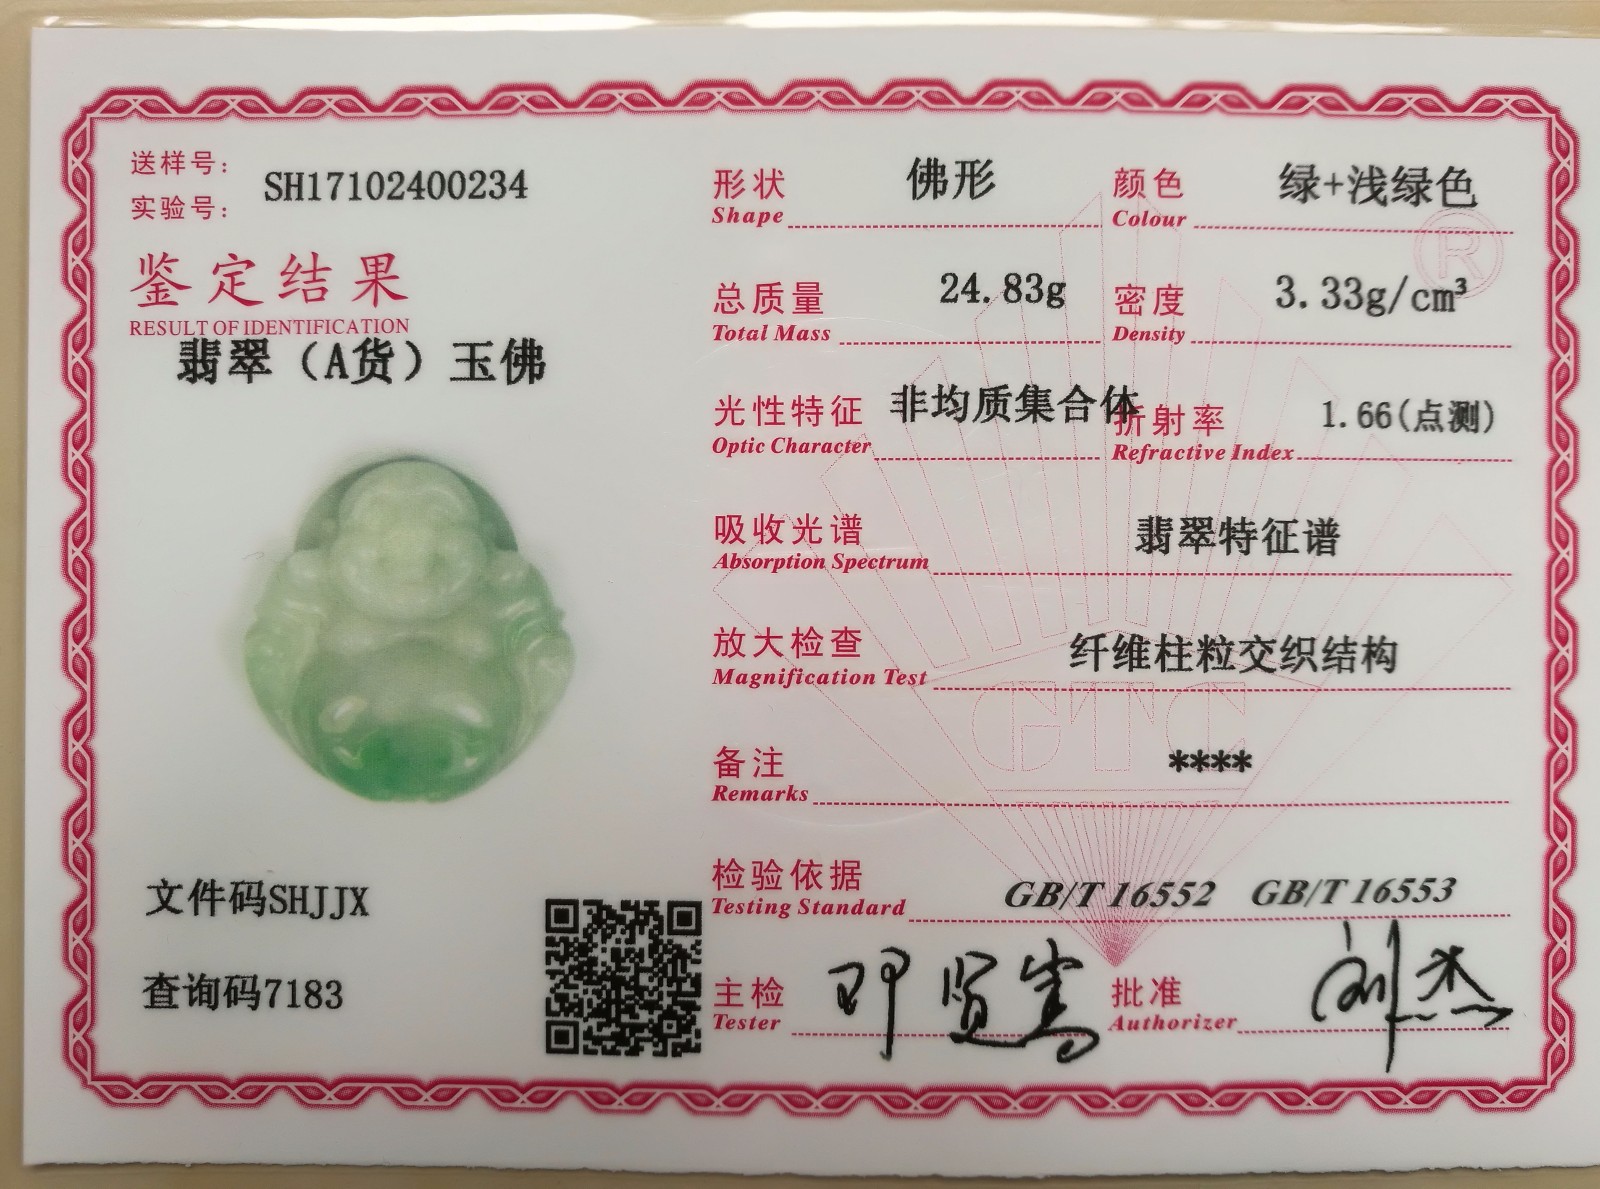 送样号:
实验号:
SH17102400234
鉴定结果
RESULT OF IDENTIFICATION
翡翠（A货）玉佛
文件码SHJJX
查询码7183
形状 佛形
Shape
颜色 绿+浅绿色
Colour
总质量 24.83g
Total Mass
密度 3.33g/cm³
Density
光性特征 非均质集合体
Optic Character
折射率 1.66(点测)
Refractive Index
吸收光谱 翡翠特征谱
Absorption Spectrum
放大检查 纤维柱粒交织结构
Magnification Test
备注 ****
Remarks
检验依据 GB/T 16552 GB/T 16553
Testing Standard
主检
Tester
批准 刘杰
Authorizer
GTC
®